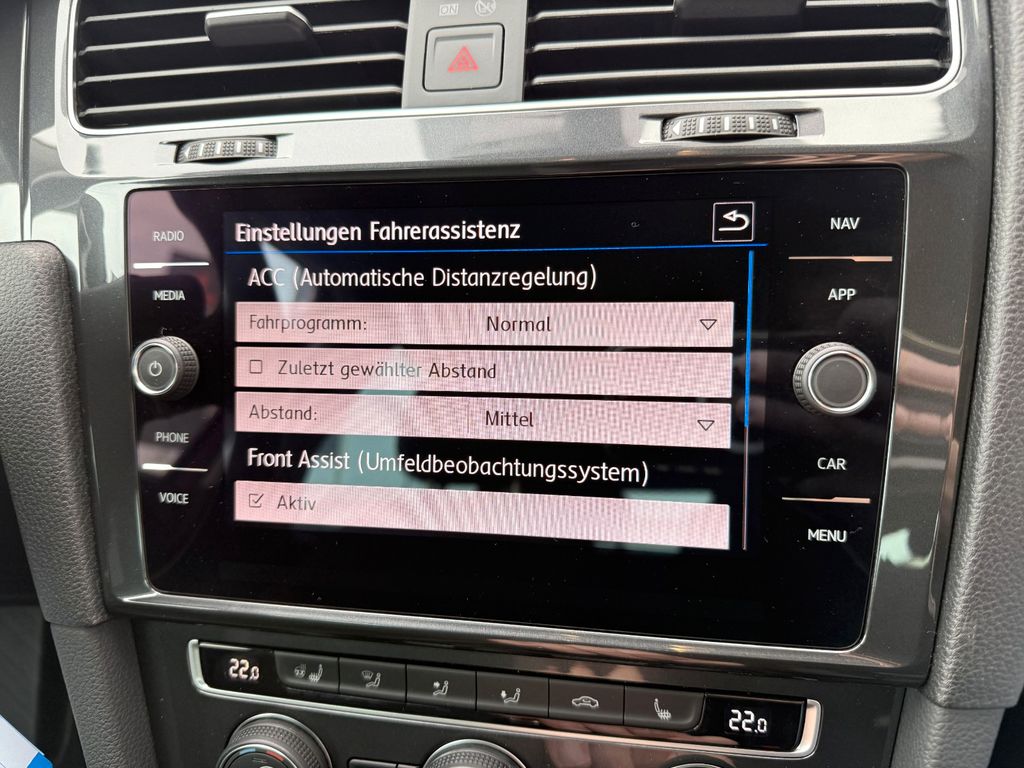 ON
RADIO
MEDIA
PHONE
VOICE
Einstellungen Fahrerassistenz
ACC (Automatische Distanzregelung)
Fahrprogramm: Normal
Zuletzt gewählter Abstand
Abstand: Mittel
Front Assist (Umfeldbeobachtungssystem)
Aktiv
NAV
APP
CAR
MENU
22.0
22.0